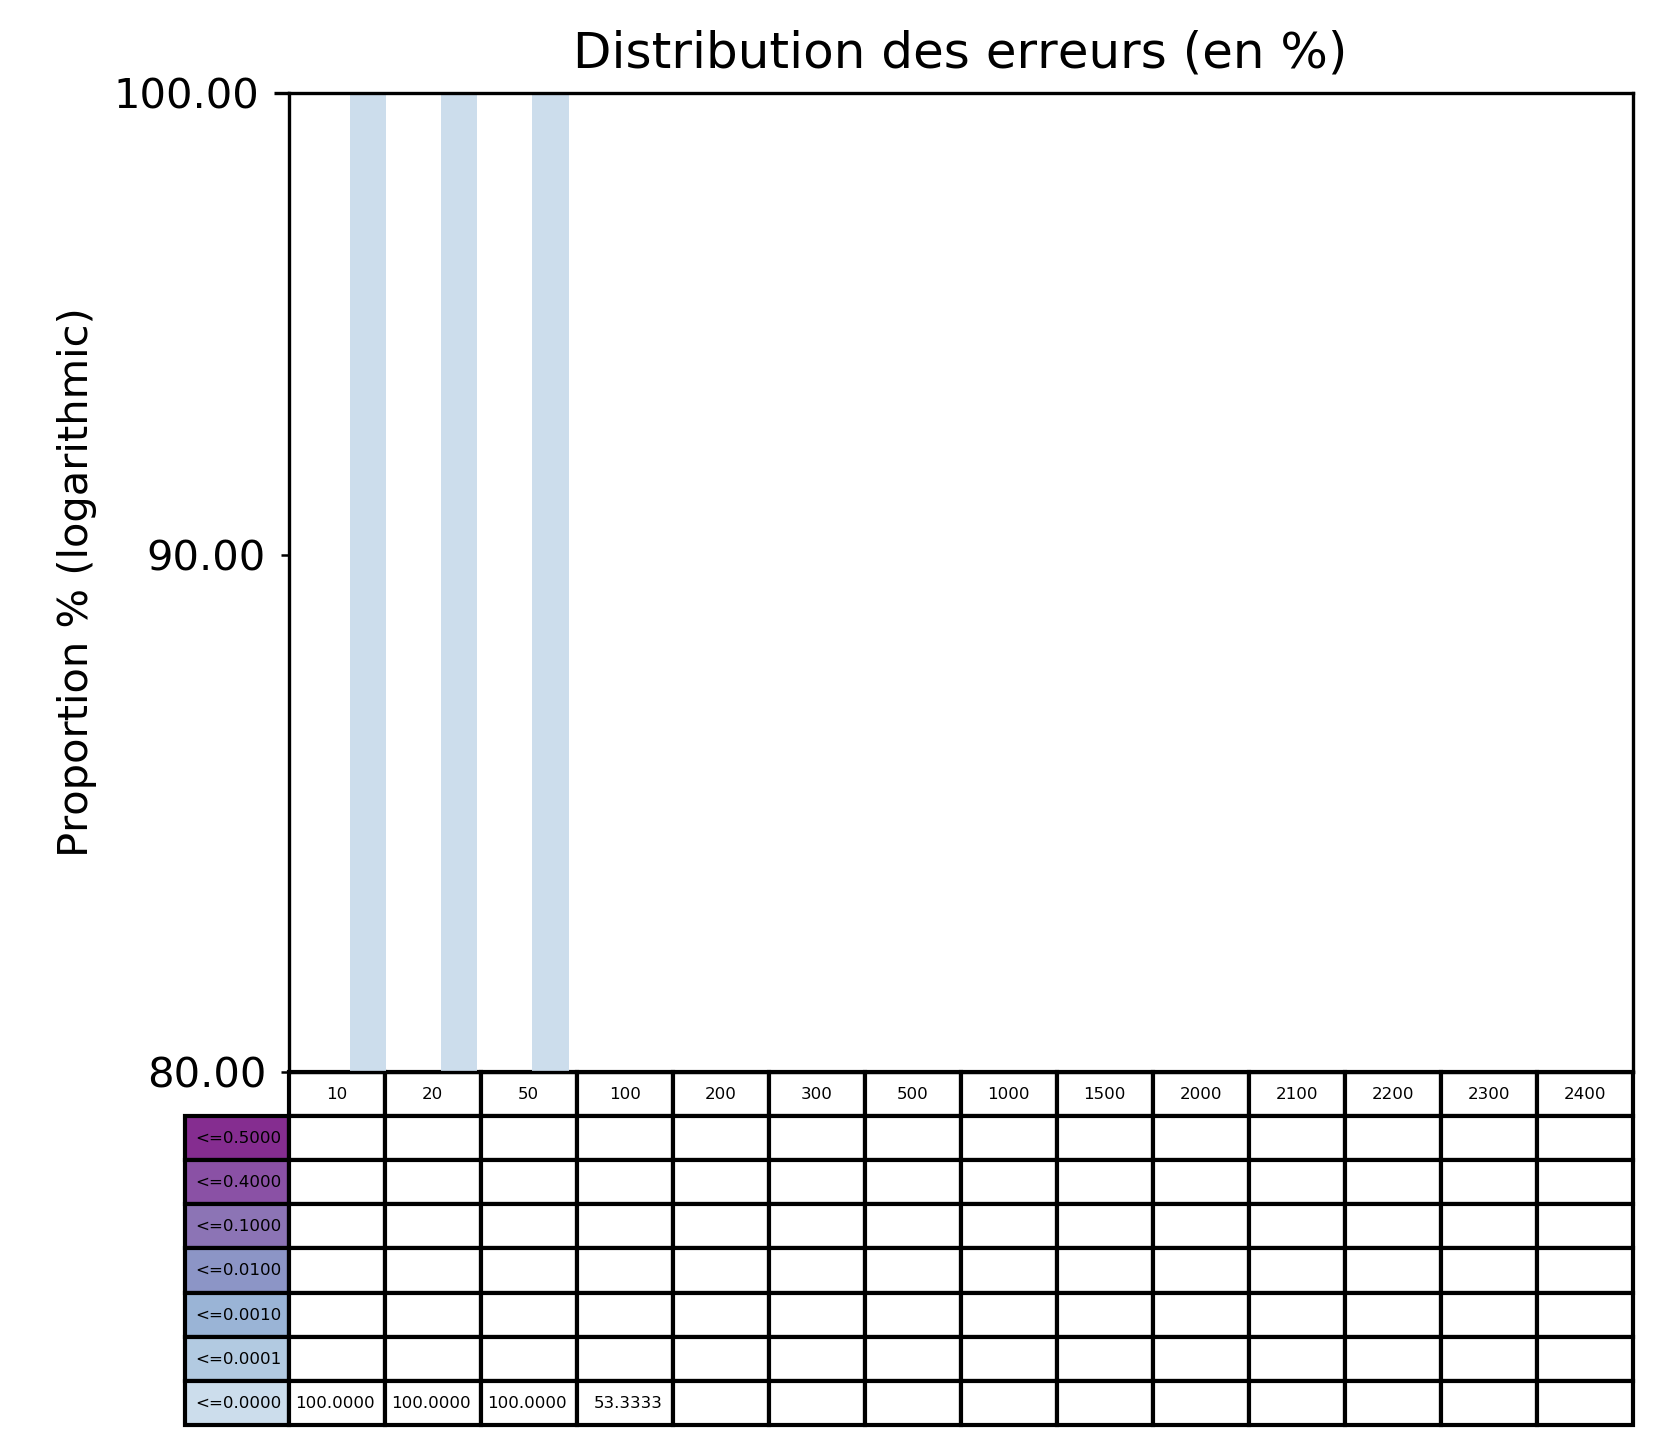 Distribution des erreurs (en %)
100.00
90.00
80.00
Proportion % (logarithmic)
10 20 50 100 200 300 500 1000 1500 2000 2100 2200 2300 2400
<=0.5000
<=0.4000
<=0.1000
<=0.0100
<=0.0010
<=0.0001
<=0.0000 100.0000 100.0000 100.0000 53.3333